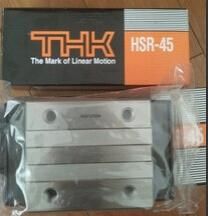 THK
The Mark of Linear Motion
HSR-45